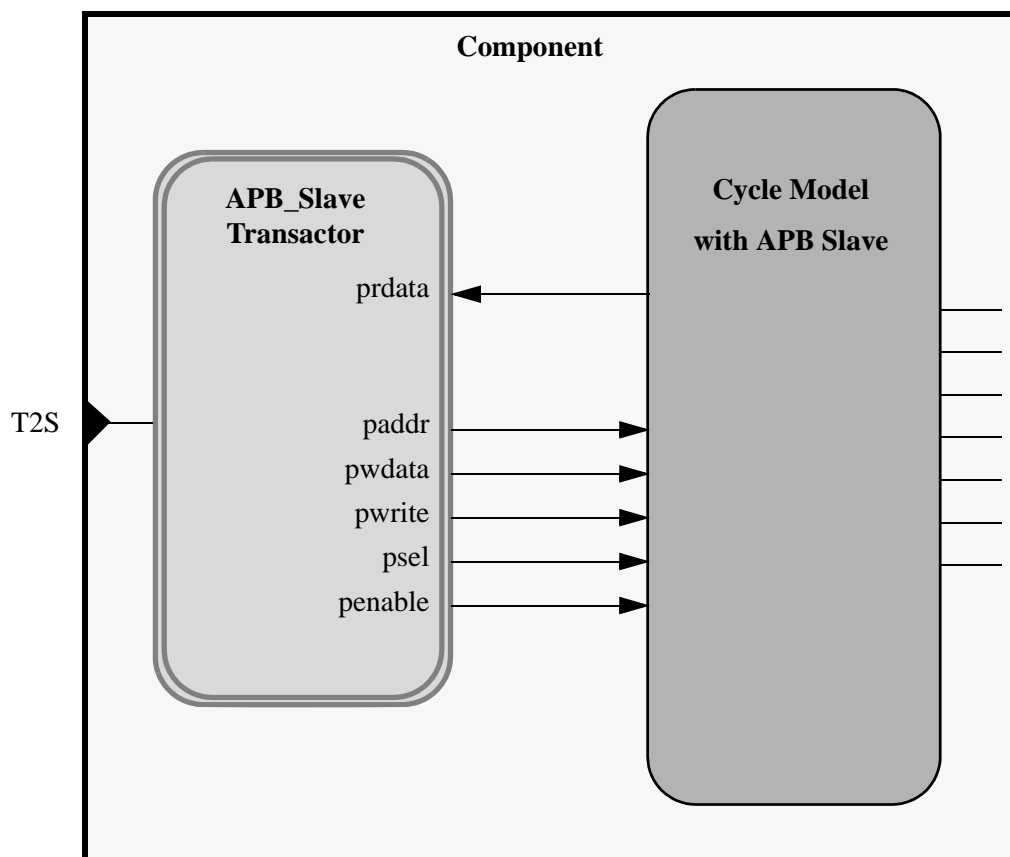 Component
APB_Slave
Transactor
Cycle Model
with APB Slave
prdata
T2S
paddr
pwdata
pwrite
psel
penable